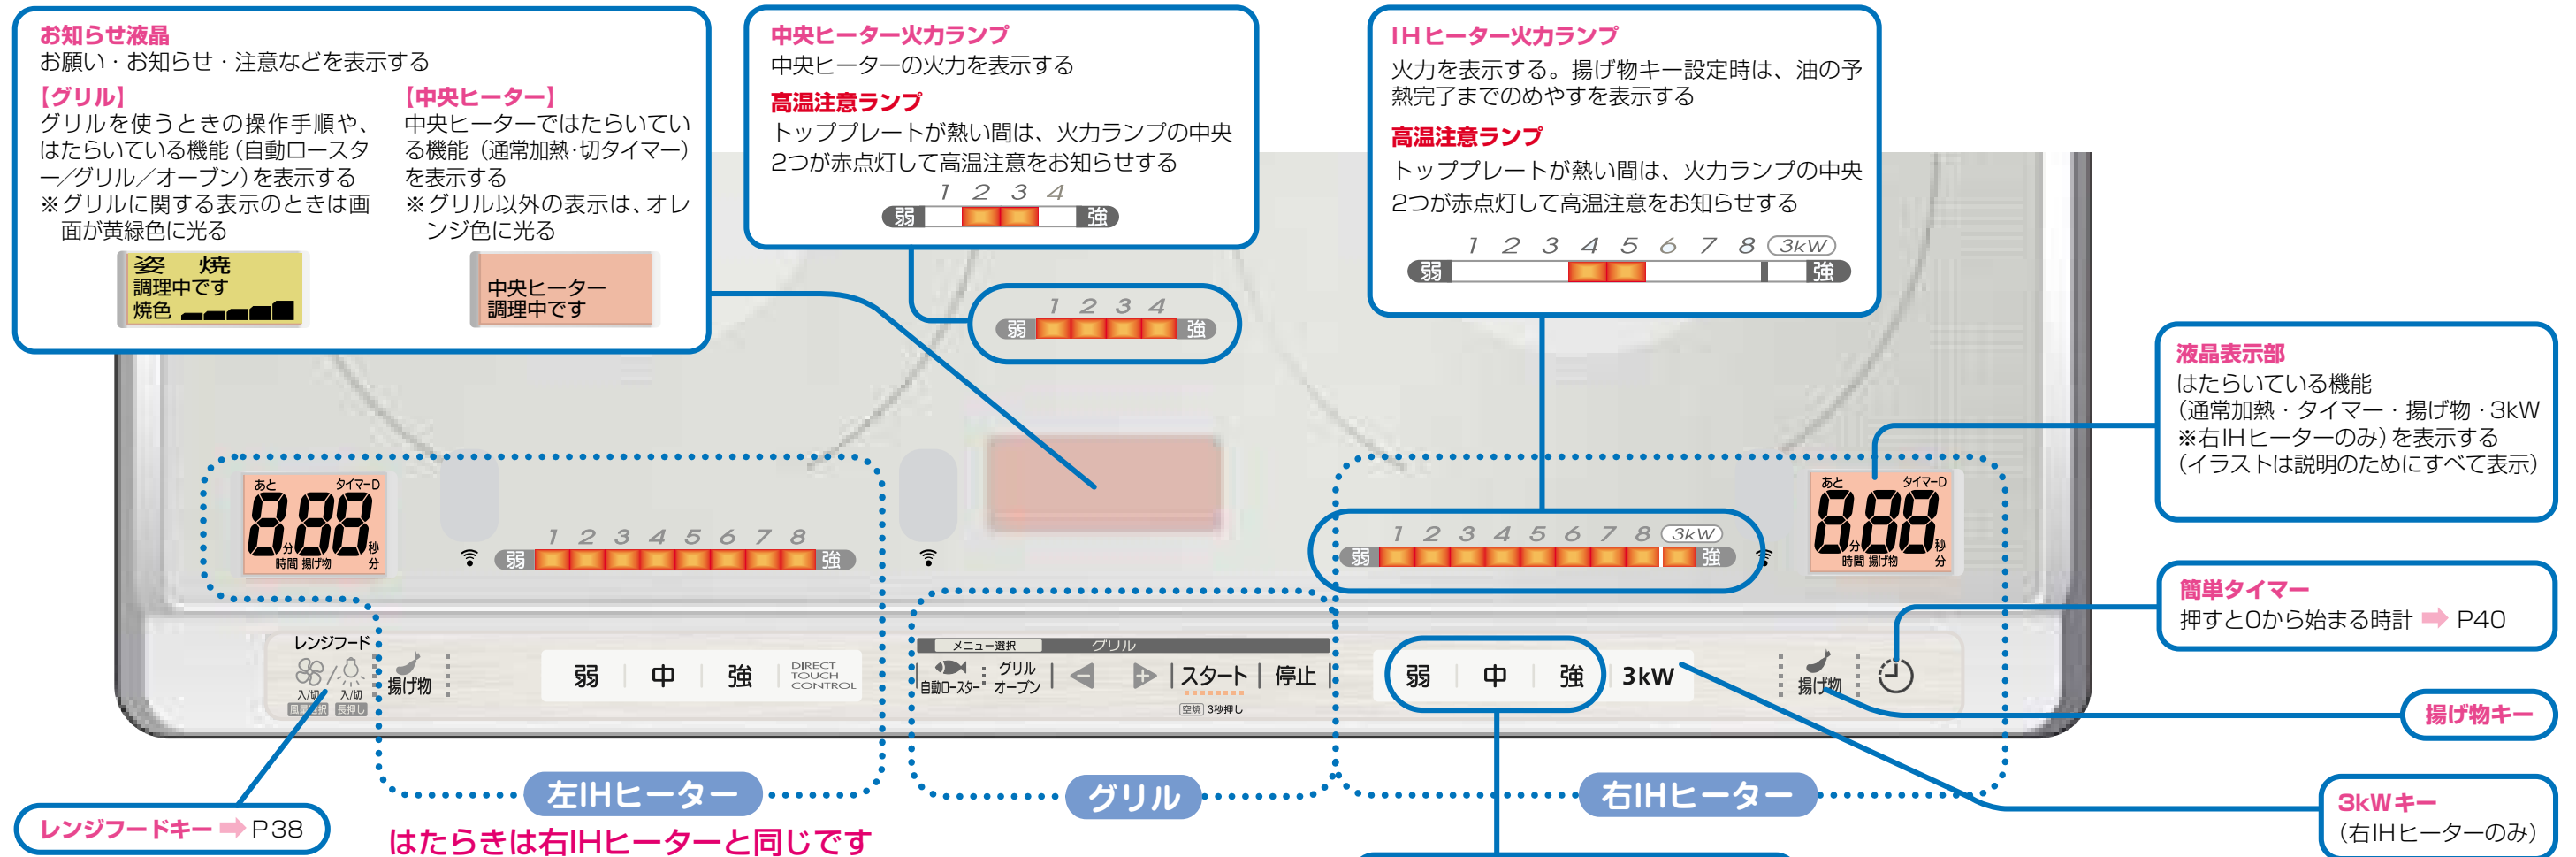 お知らせ液晶
お願い・お知らせ・注意などを表示する
【グリル】
グリルを使うときの操作手順や、
はたらいている機能(自動ロースタ
ー/グリル/オーブン)を表示する
※グリルに関する表示のときは画
面が黄緑色に光る
姿 焼
調理中です
焼色
【中央ヒーター】
中央ヒーターではたらいてい
る機能(通常加熱・切タイマー)
を表示する
※グリル以外の表示は、オレ
ンジ色に光る
中央ヒーター
調理中です
中央ヒーター火力ランプ
中央ヒーターの火力を表示する
高温注意ランプ
トッププレートが熱い間は、火力ランプの中央
2つが赤点灯して高温注意をお知らせする
1 2 3 4
弱 強
1 2 3 4
弱 強
IHヒーター火力ランプ
火力を表示する。揚げ物キー設定時は、油の予
熱完了までのめやすを表示する
高温注意ランプ
トッププレートが熱い間は、火力ランプの中央
2つが赤点灯して高温注意をお知らせする
1 2 3 4 5 6 7 8 3kW
弱 強
液晶表示部
はたらいている機能
(通常加熱・タイマー・揚げ物・3kW
※右IHヒーターのみ)を表示する
(イラストは説明のためにすべて表示)
簡単タイマー
押すと0から始まる時計 ➡ P40
揚げ物キー
3kWキー
(右IHヒーターのみ)
あと タイマーD
888
分 秒
時間 揚げ物 分
1 2 3 4 5 6 7 8
弱 強
1 2 3 4 5 6 7 8 3kW
弱 強
あと タイマーD
888
分 秒
時間 揚げ物 分
レンジフード
入/切 入/切
長押し
揚げ物
弱 中 強 DIRECT
TOUCH
CONTROL
メニュー選択 グリル
自動ロースター グリル
オーブン スタート 停止
空焼 3秒押し
弱 中 強 3kW
揚げ物
左IHヒーター
グリル
右IHヒーター
レンジフードキー ➡ P38
はたらきは右IHヒーターと同じです